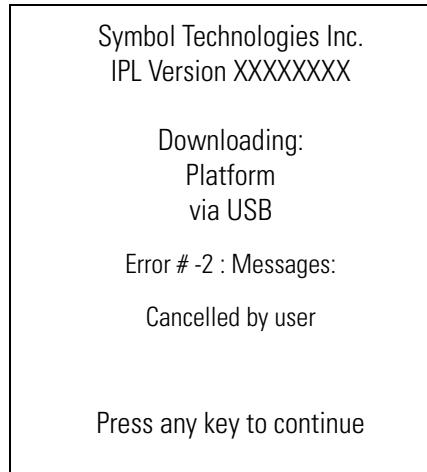 Symbol Technologies Inc.
IPL Version XXXXXXXX
Downloading:
Platform
via USB
Error # -2 : Messages:
Cancelled by user
Press any key to continue